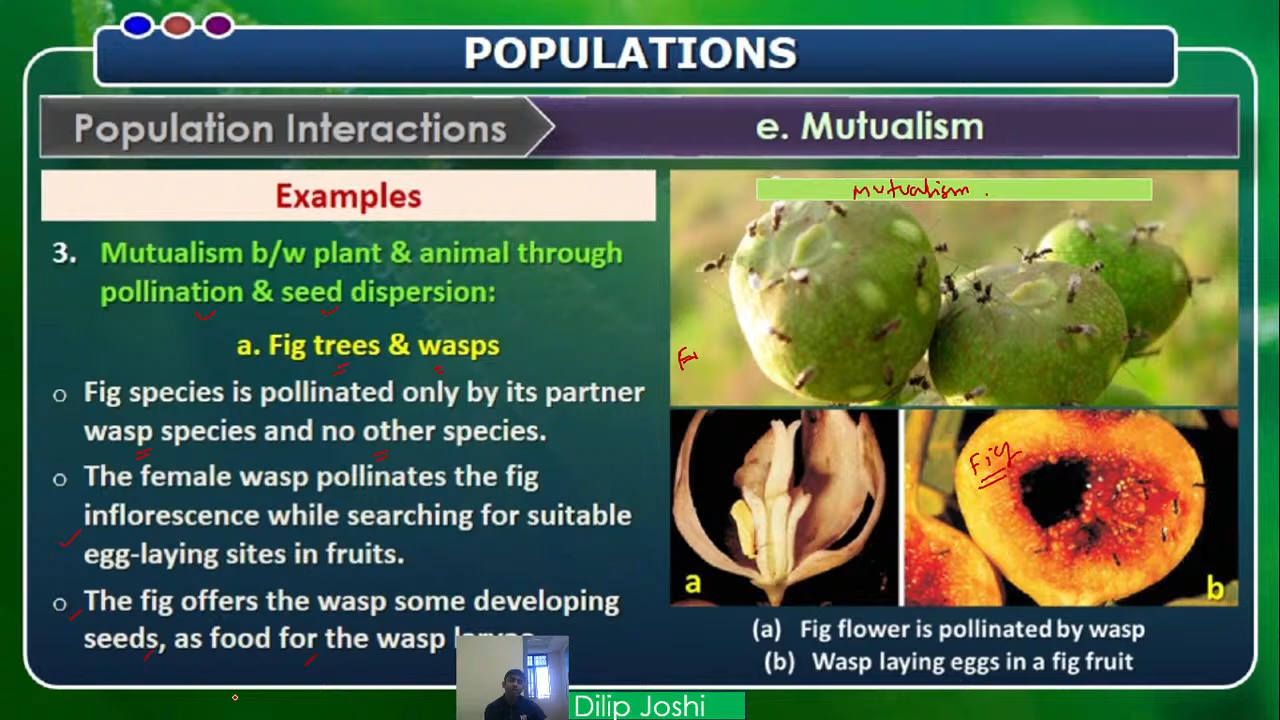 POPULATIONS
Population Interactions
e. Mutualism
Examples
3. Mutualism b/w plant & animal through
pollination & seed dispersion:
a. Fig trees & wasps
Fig species is pollinated only by its partner
wasp species and no other species.
The female wasp pollinates the fig
inflorescence while searching for suitable
egg-laying sites in fruits.
The fig offers the wasp some developing
seeds, as food for the wasp
mutualism.
Fig
a
b
(a) Fig flower is pollinated by wasp
(b) Wasp laying eggs in a fig fruit
Dilip Joshi